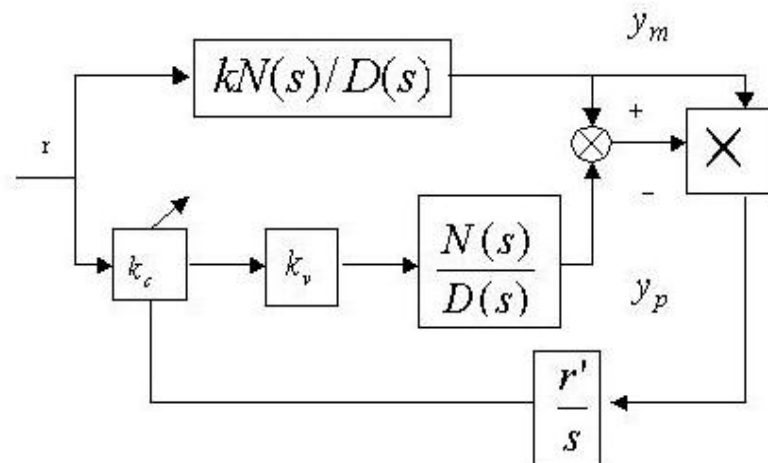 y_m
kN(s)/D(s)
r
+
×
−
k_c
k_v
N(s)
D(s)
y_p
r'
s